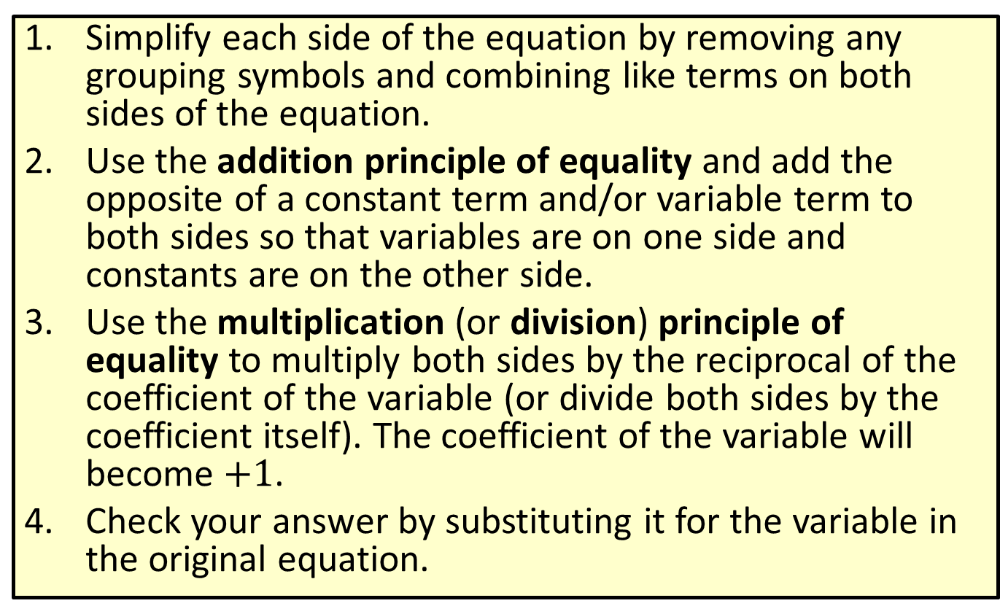 1. Simplify each side of the equation by removing any
grouping symbols and combining like terms on both
sides of the equation.
2. Use the addition principle of equality and add the
opposite of a constant term and/or variable term to
both sides so that variables are on one side and
constants are on the other side.
3. Use the multiplication (or division) principle of
equality to multiply both sides by the reciprocal of the
coefficient of the variable (or divide both sides by the
coefficient itself). The coefficient of the variable will
become +1.
4. Check your answer by substituting it for the variable in
the original equation.